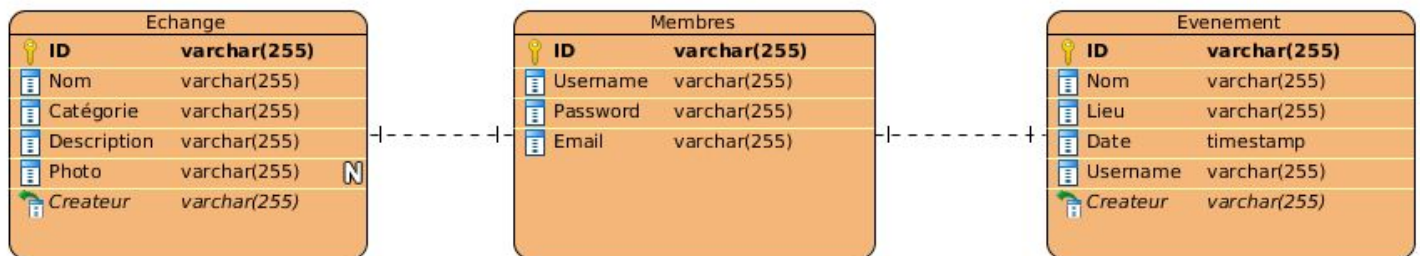 Echange
ID varchar(255)
Nom varchar(255)
Catégorie varchar(255)
Description varchar(255)
Photo varchar(255) N
Createur varchar(255)
Membres
ID varchar(255)
Username varchar(255)
Password varchar(255)
Email varchar(255)
Evenement
ID varchar(255)
Nom varchar(255)
Lieu varchar(255)
Date timestamp
Username varchar(255)
Createur varchar(255)